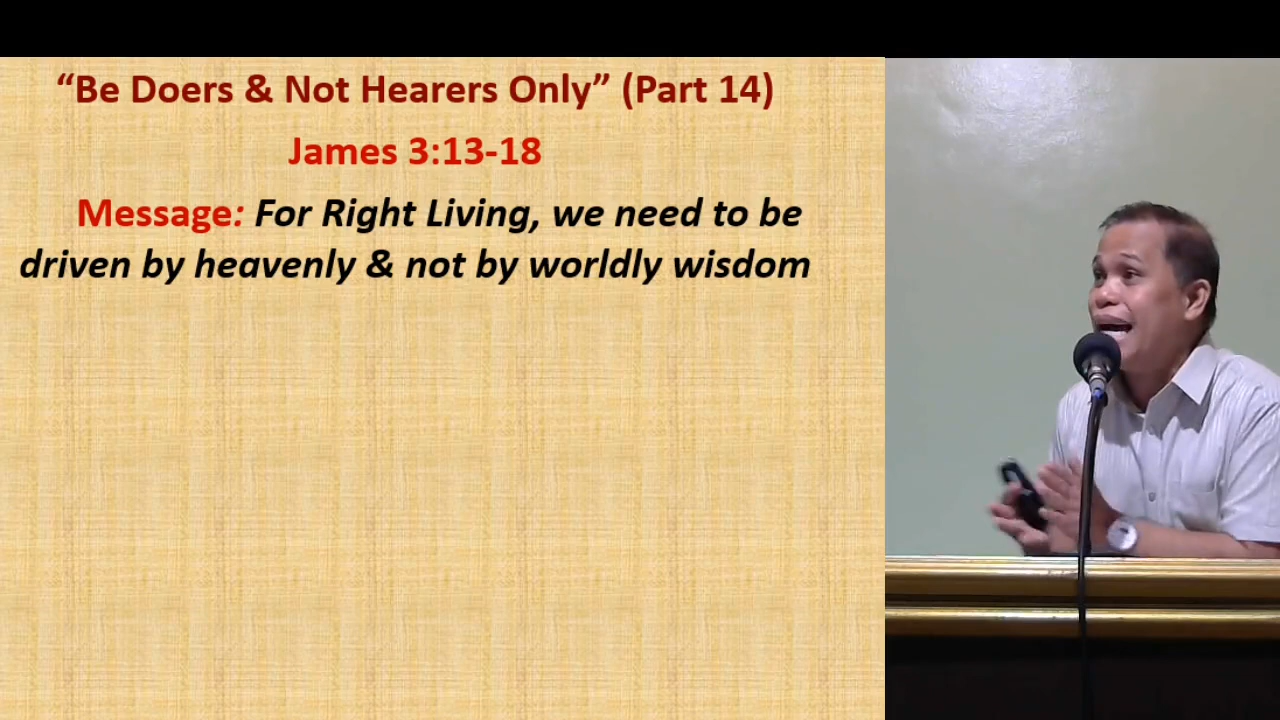 “Be Doers & Not Hearers Only” (Part 14)
James 3:13-18
Message: For Right Living, we need to be
driven by heavenly & not by worldly wisdom